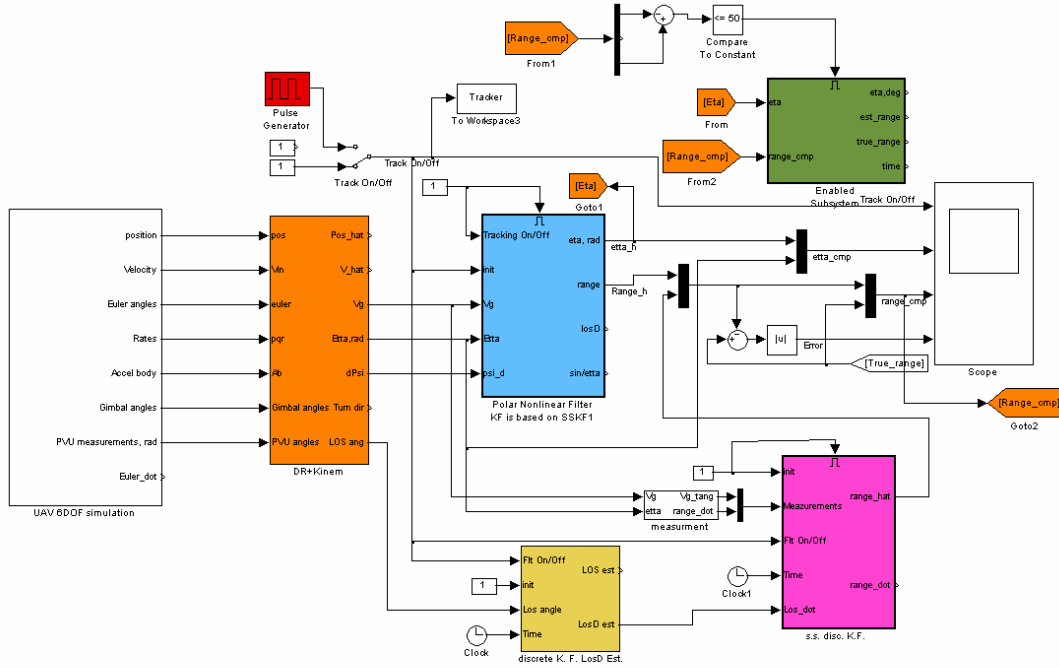 [Range_cmp]
From1
<= 50
Compare
To Constant
Pulse
Generator
Tracker
To Workspace3
[Eta]
From
[Range_cmp]
From2
eta
range_cmp
eta,deg
est_range
true_range
time
Enabled
Subsystem
1
1
Track On/Off
Track On/Off
Track On/Off
1
[Eta]
Goto1
position
Velocity
Euler angles
Rates
Accel body
Gimbal angles
PVU measurements, rad
Euler_dot
UAV 6DOF simulation
pos
Vin
euler
pqr
Ab
Gimbal angles
PVU angles
Pos_hat
V_hat
Vg
Etta,rad
dPsi
Turn dir
LOS ang
DR+Kinem
Tracking On/Off
init
Vg
Etta
psi_d
eta, rad
range
losD
sin/etta
Polar Nonlinear Filter
KF is based on SSKF1
etta_h
Range_h
etta_cmp
range_cmp
|u|
Error
[True_range]
Scope
[Range_cmp]
Goto2
Vg
etta
Vg_tang
range_dot
measurment
1
init
Meazurements
Flt On/Off
Time
Los_dot
range_hat
range_dot
s.s. disc. K.F.
Clock1
1
Flt On/Off
init
Los angle
Time
LOS est
LosD est
discrete K. F. LosD Est.
Clock